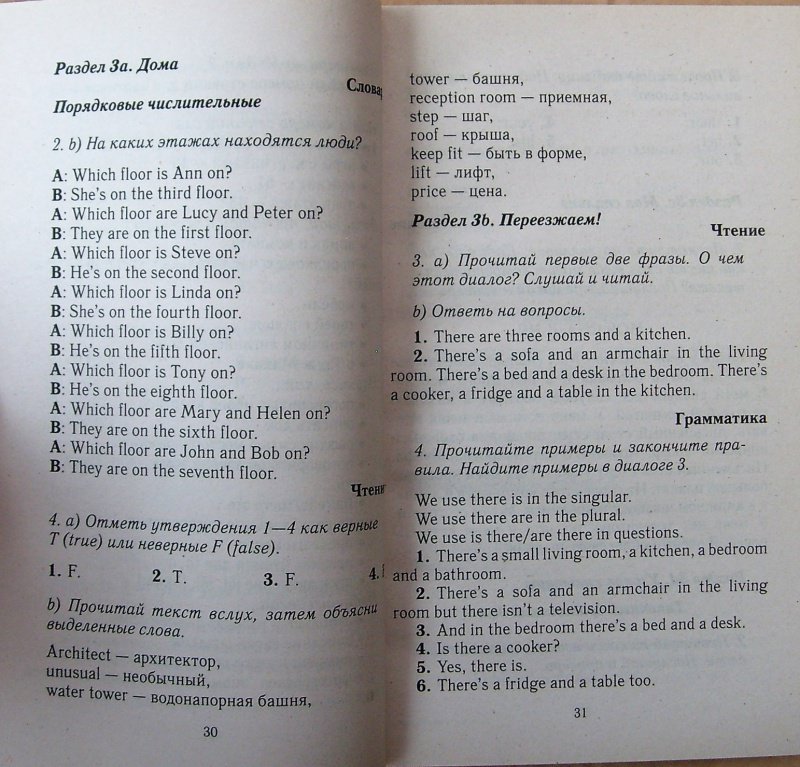 Раздел 3а. Дома
Порядковые числительные
2. b) На каких этажах находятся люди?
A: Which floor is Ann on?
B: She's on the third floor.
A: Which floor are Lucy and Peter on?
B: They are on the first floor.
A: Which floor is Steve on?
B: He's on the second floor.
A: Which floor is Linda on?
B: She's on the fourth floor.
A: Which floor is Billy on?
B: He's on the fifth floor.
A: Which floor is Tony on?
B: He's on the eighth floor.
A: Which floor are Mary and Helen on?
B: They are on the sixth floor.
A: Which floor are John and Bob on?
B: They are on the seventh floor.
4. а) Отметь утверждения 1—4 как верные
T (true) или неверные F (false).
1. F. 2. T. 3. F. 4.
b) Прочитай текст вслух, затем объясни
выделенные слова.
Architect — архитектор,
unusual — необычный,
water tower — водонапорная башня,
30
tower — башня,
reception room — приемная,
step — шаг,
roof — крыша,
keep fit — быть в форме,
lift — лифт,
price — цена.
Раздел 3b. Переезжаем!
Чтение
3. а) Прочитай первые две фразы. О чем
этот диалог? Слушай и читай.
b) Ответь на вопросы.
1. There are three rooms and a kitchen.
2. There's a sofa and an armchair in the living
room. There's a bed and a desk in the bedroom. There's
a cooker, a fridge and a table in the kitchen.
Грамматика
4. Прочитайте примеры и закончите пра-
вила. Найдите примеры в диалоге 3.
We use there is in the singular.
We use there are in the plural.
We use is there/are there in questions.
1. There's a small living room, a kitchen, a bedroom
and a bathroom.
2. There's a sofa and an armchair in the living
room but there isn't a television.
3. And in the bedroom there's a bed and a desk.
4. Is there a cooker?
5. Yes, there is.
6. There's a fridge and a table too.
31